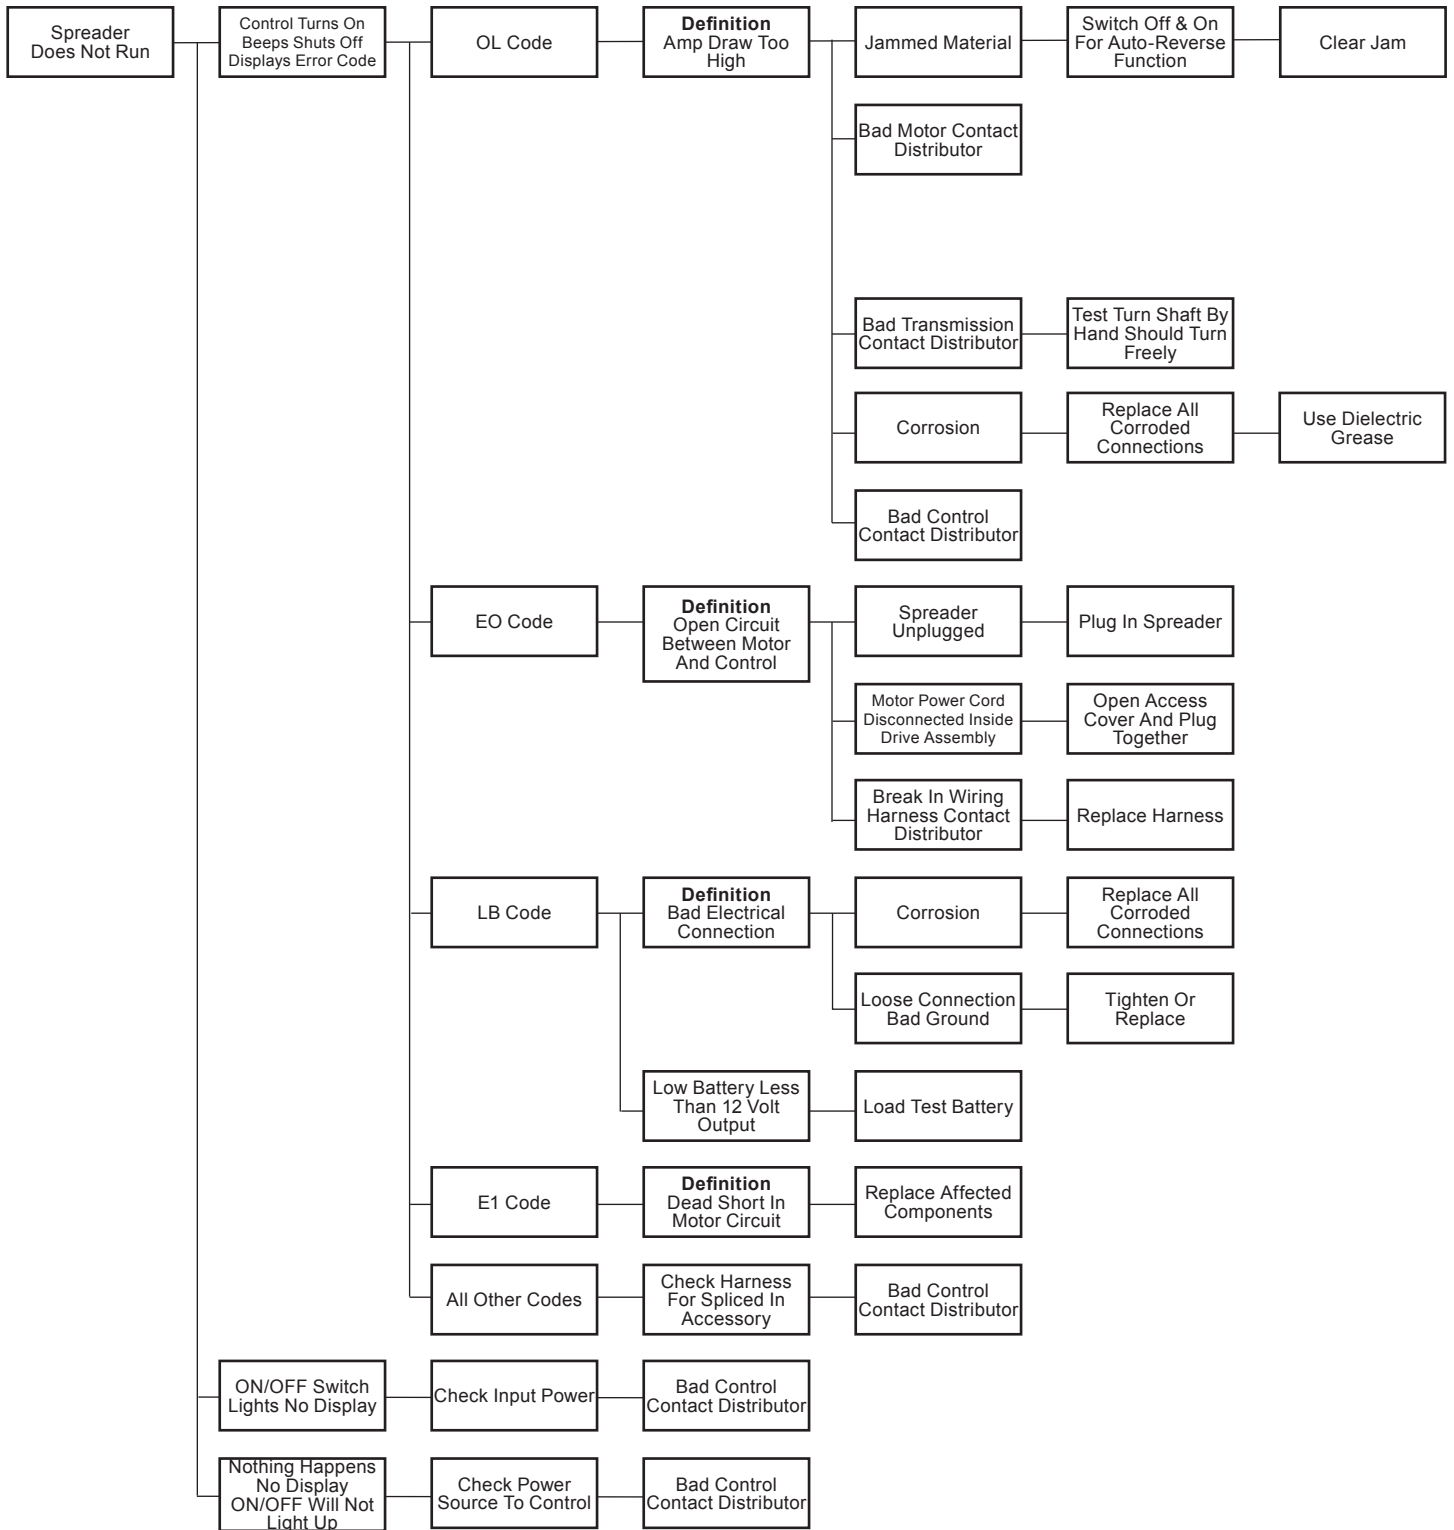 Spreader
Does Not Run
Control Turns On
Beeps Shuts Off
Displays Error Code
OL Code
Definition
Amp Draw Too
High
Jammed Material
Switch Off & On
For Auto-Reverse
Function
Clear Jam
Bad Motor Contact
Distributor
Bad Transmission
Contact Distributor
Test Turn Shaft By
Hand Should Turn
Freely
Corrosion
Replace All
Corroded
Connections
Use Dielectric
Grease
Bad Control
Contact Distributor
EO Code
Definition
Open Circuit
Between Motor
And Control
Spreader
Unplugged
Plug In Spreader
Motor Power Cord
Disconnected Inside
Drive Assembly
Open Access
Cover And Plug
Together
Break In Wiring
Harness Contact
Distributor
Replace Harness
LB Code
Definition
Bad Electrical
Connection
Corrosion
Replace All
Corroded
Connections
Loose Connection
Bad Ground
Tighten Or
Replace
Low Battery Less
Than 12 Volt
Output
Load Test Battery
E1 Code
Definition
Dead Short In
Motor Circuit
Replace Affected
Components
All Other Codes
Check Harness
For Spliced In
Accessory
Bad Control
Contact Distributor
ON/OFF Switch
Lights No Display
Check Input Power
Bad Control
Contact Distributor
Nothing Happens
No Display
ON/OFF Will Not
Light Up
Check Power
Source To Control
Bad Control
Contact Distributor